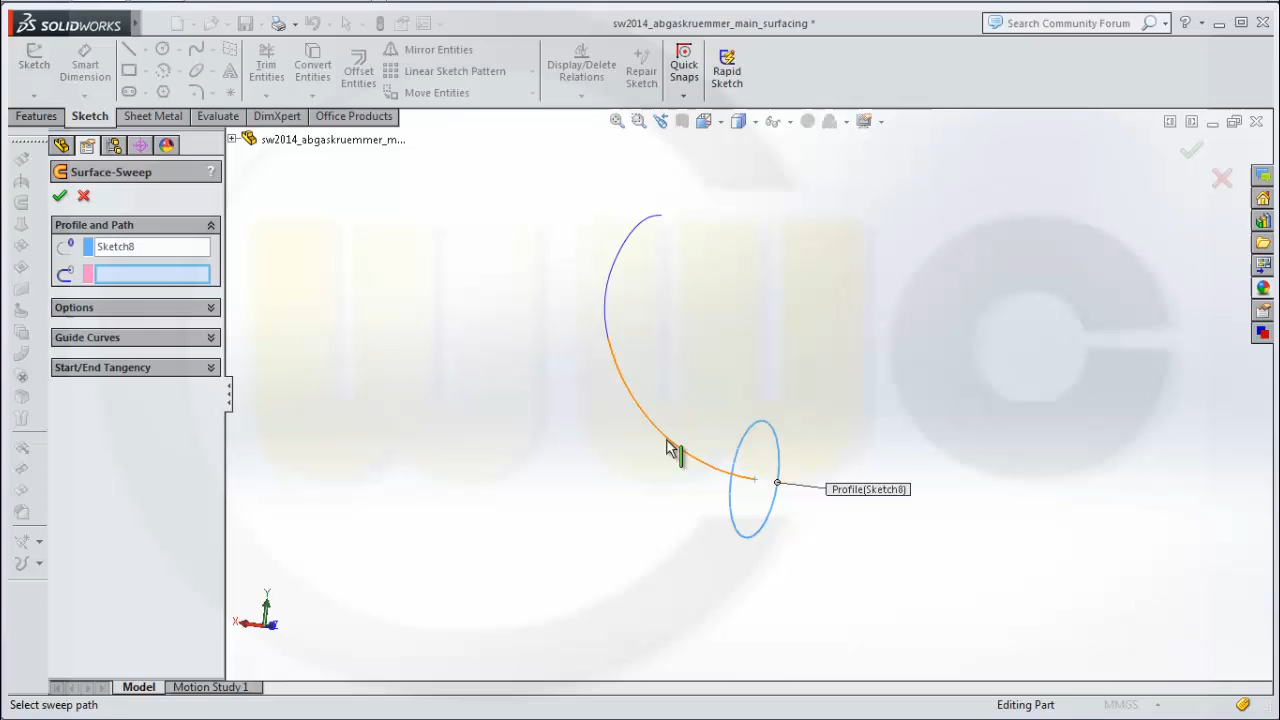 SOLIDWORKS
sw2014_abgaskruemmer_main_surfacing *
Search Community Forum
?
Sketch
Smart Dimension
Trim Entities
Convert Entities
Offset Entities
Mirror Entities
Linear Sketch Pattern
Move Entities
Display/Delete Relations
Repair Sketch
Quick Snaps
Rapid Sketch
Features
Sketch
Sheet Metal
Evaluate
DimXpert
Office Products
sw2014_abgaskruemmer_m...
Surface-Sweep
?
Profile and Path
Sketch8
Options
Guide Curves
Start/End Tangency
Profile(Sketch8)
Y
X
Z
Model
Motion Study 1
Select sweep path
Editing Part
MMGS